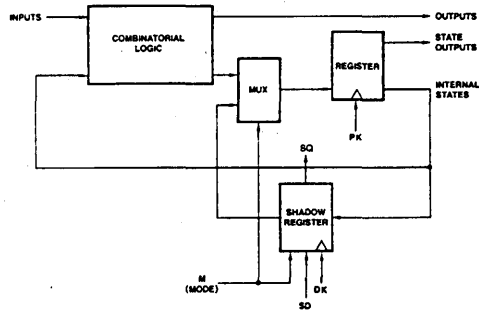 INPUTS
COMBINATORIAL
LOGIC
OUTPUTS
STATE
OUTPUTS
REGISTER
MUX
INTERNAL
STATES
PK
SQ
SHADOW
REGISTER
M
(MODE)
DK
SD